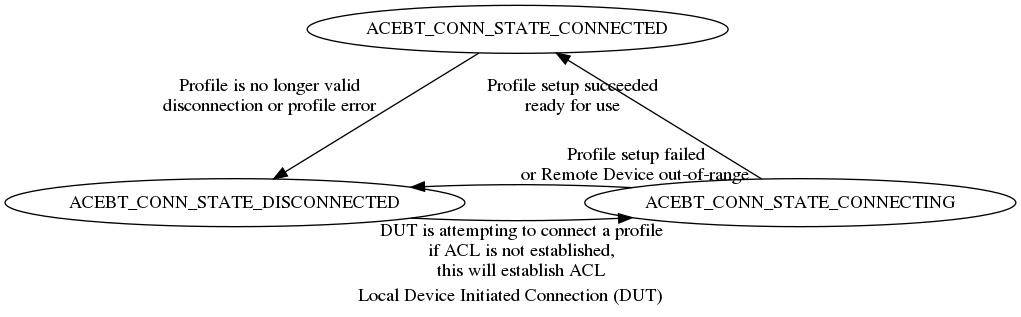 ACEBT_CONN_STATE_CONNECTED
Profile is no longer valid
disconnection or profile error
Profile setup succeeded
ready for use
Profile setup failed
or Remote Device out-of-range
ACEBT_CONN_STATE_DISCONNECTED
ACEBT_CONN_STATE_CONNECTING
DUT is attempting to connect a profile
if ACL is not established,
this will establish ACL
Local Device Initiated Connection (DUT)